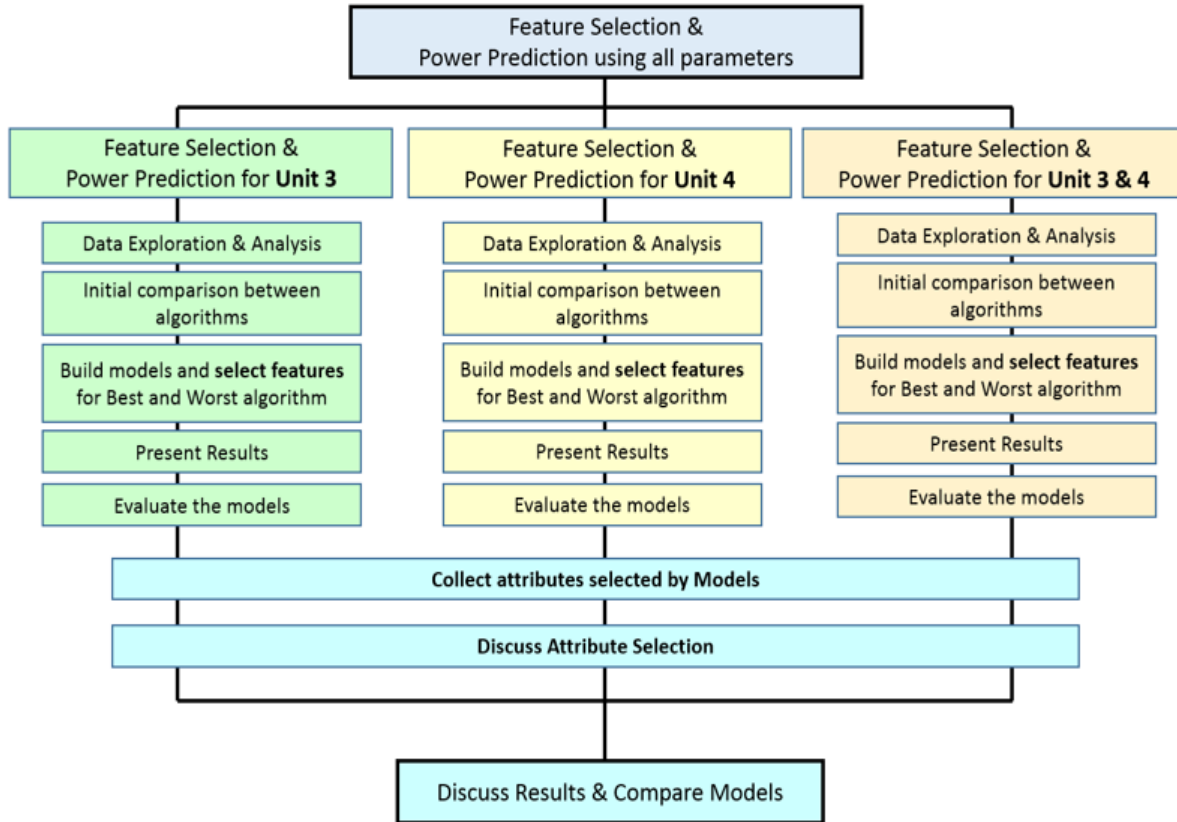 Feature Selection &
Power Prediction using all parameters
Feature Selection &
Power Prediction for Unit 3
Data Exploration & Analysis
Initial comparison between
algorithms
Build models and select features
for Best and Worst algorithm
Present Results
Evaluate the models
Feature Selection &
Power Prediction for Unit 4
Data Exploration & Analysis
Initial comparison between
algorithms
Build models and select features
for Best and Worst algorithm
Present Results
Evaluate the models
Feature Selection &
Power Prediction for Unit 3 & 4
Data Exploration & Analysis
Initial comparison between
algorithms
Build models and select features
for Best and Worst algorithm
Present Results
Evaluate the models
Collect attributes selected by Models
Discuss Attribute Selection
Discuss Results & Compare Models